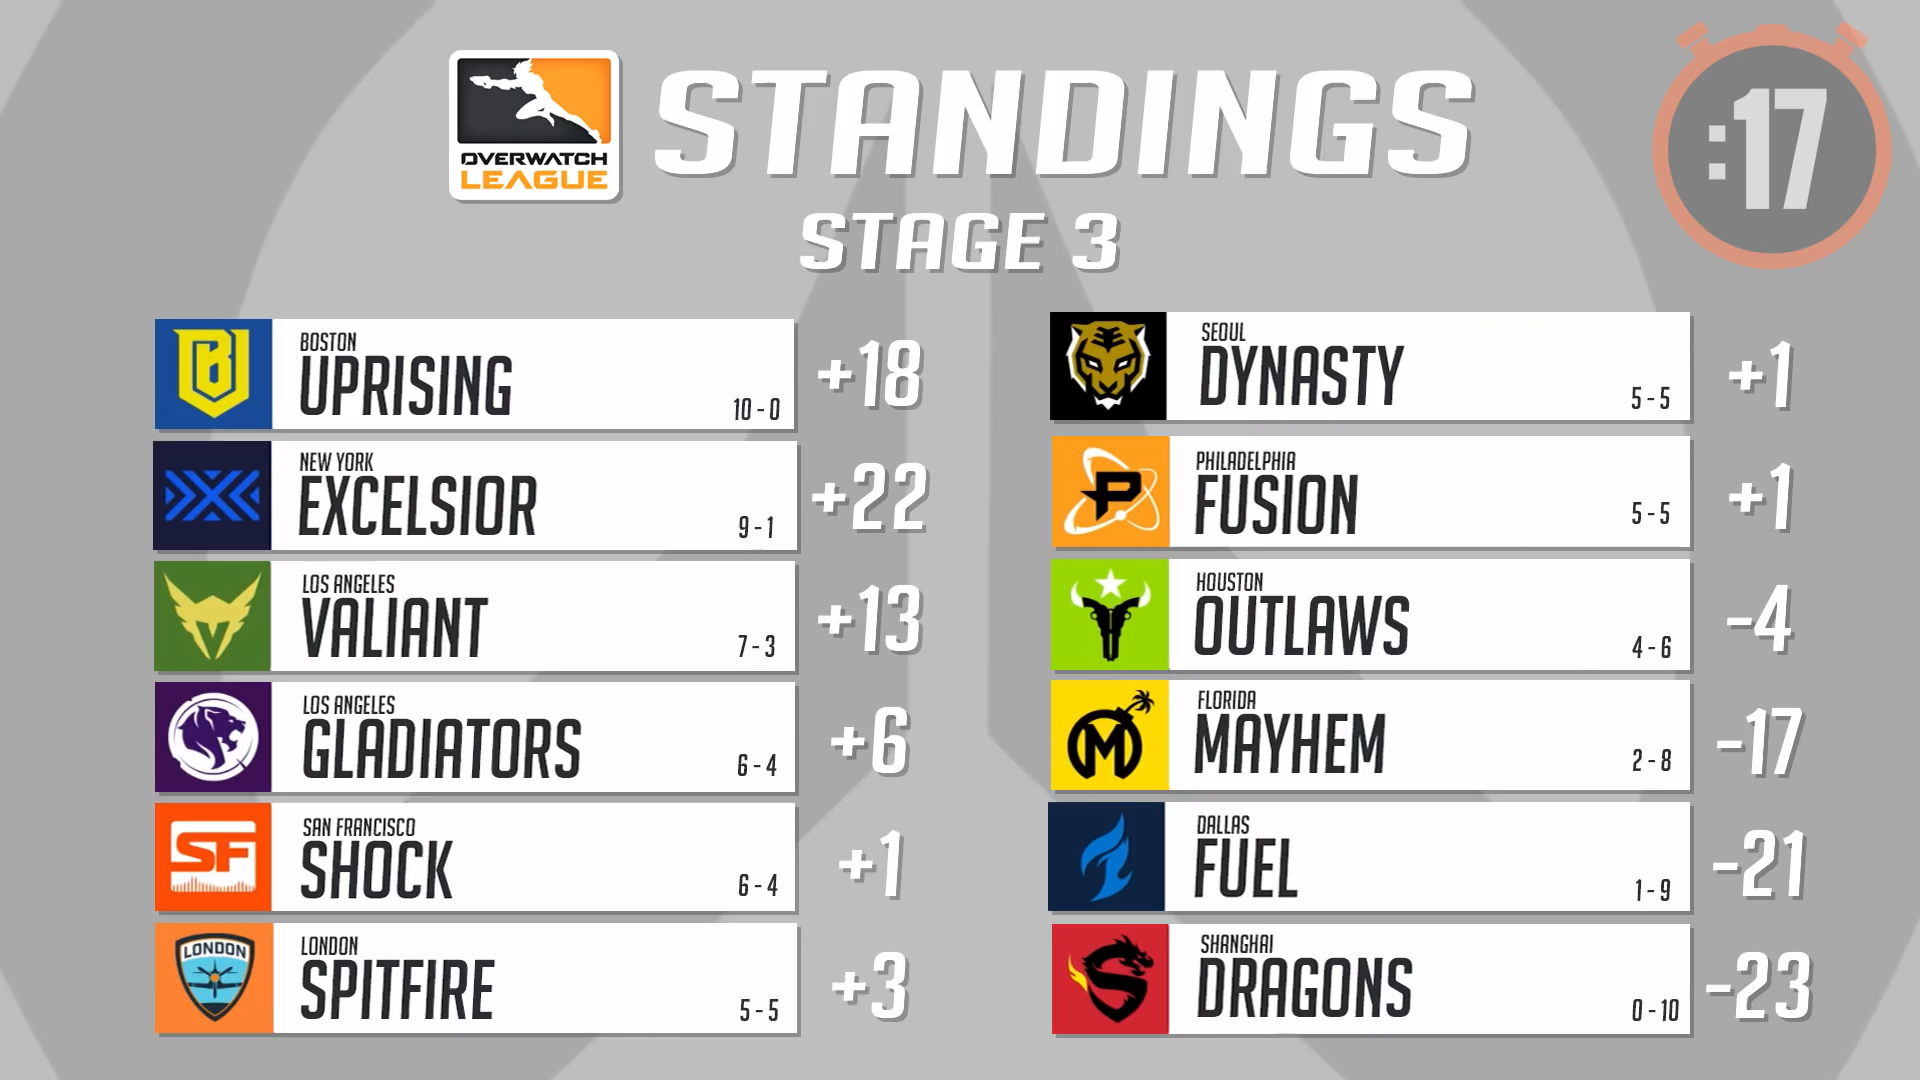 OVERWATCH
LEAGUE
STANDINGS
STAGE 3
:17
BOSTON
UPRISING
10 - 0
+18
NEW YORK
EXCELSIOR
9 - 1
+22
LOS ANGELES
VALIANT
7 - 3
+13
LOS ANGELES
GLADIATORS
6 - 4
+6
SF
SAN FRANCISCO
SHOCK
6 - 4
+1
LONDON
LONDON
SPITFIRE
5 - 5
+3
SEOUL
DYNASTY
5 - 5
+1
P
PHILADELPHIA
FUSION
5 - 5
+1
HOUSTON
OUTLAWS
4 - 6
-4
M
FLORIDA
MAYHEM
2 - 8
-17
DALLAS
FUEL
1 - 9
-21
SHANGHAI
DRAGONS
0 - 10
-23